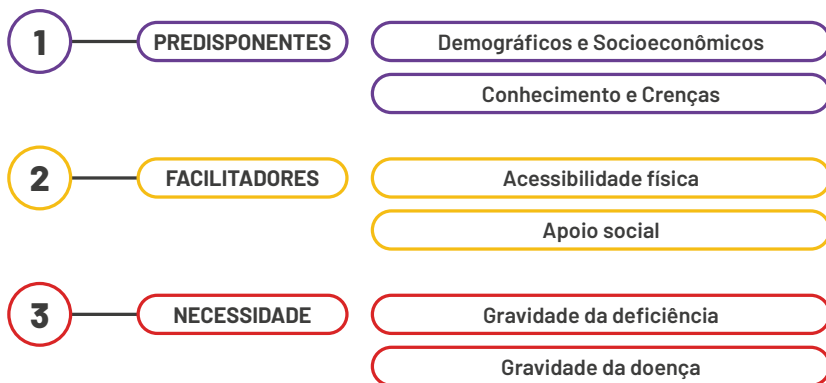 1
PREDISPONENTES
Demográficos e Socioeconômicos
Conhecimento e Crenças
2
FACILITADORES
Acessibilidade física
Apoio social
3
NECESSIDADE
Gravidade da deficiência
Gravidade da doença